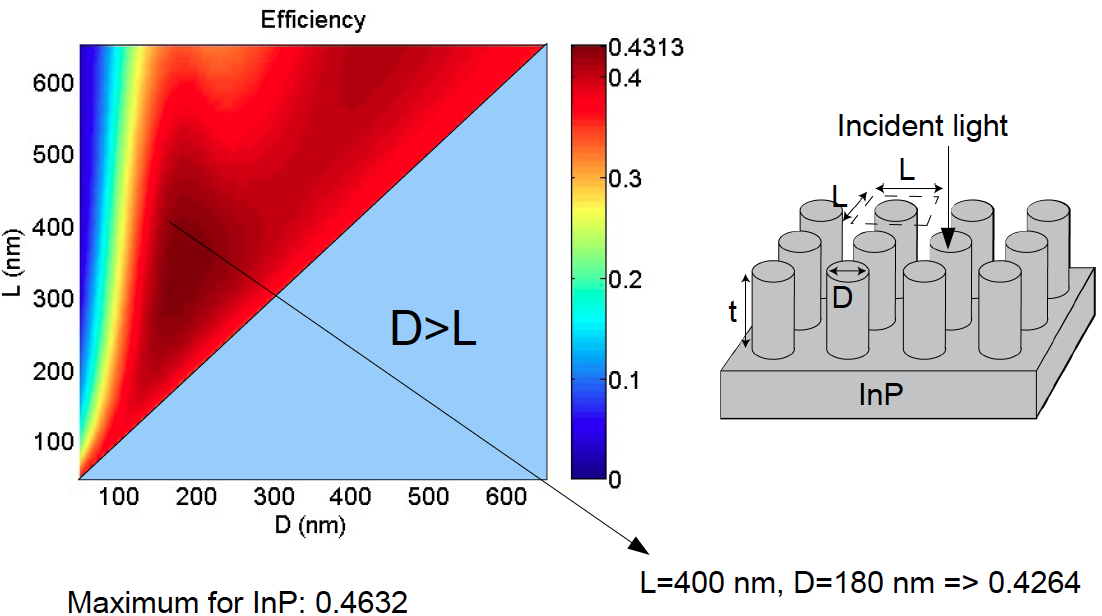 Efficiency
L (nm)
600
500
400
300
200
100
100 200 300 400 500 600
D (nm)
D>L
0.4313
0.4
0.3
0.2
0.1
0
Incident light
L
L
D
t
InP
L=400 nm, D=180 nm => 0.4264
Maximum for InP: 0.4632